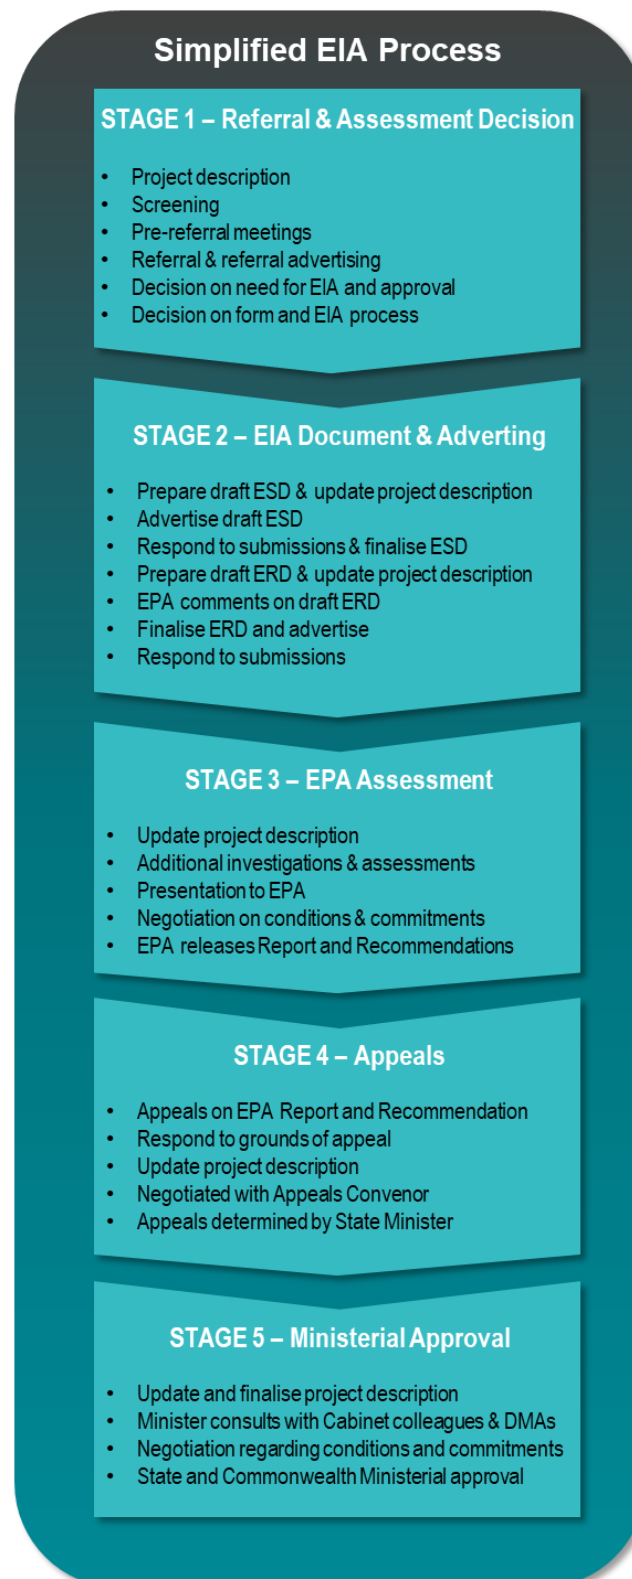 Simplified EIA Process
STAGE 1 – Referral & Assessment Decision
• Project description
• Screening
• Pre-referral meetings
• Referral & referral advertising
• Decision on need for EIA and approval
• Decision on form and EIA process
STAGE 2 – EIA Document & Adverting
• Prepare draft ESD & update project description
• Advertise draft ESD
• Respond to submissions & finalise ESD
• Prepare draft ERD & update project description
• EPA comments on draft ERD
• Finalise ERD and advertise
• Respond to submissions
STAGE 3 – EPA Assessment
• Update project description
• Additional investigations & assessments
• Presentation to EPA
• Negotiation on conditions & commitments
• EPA releases Report and Recommendations
STAGE 4 – Appeals
• Appeals on EPA Report and Recommendation
• Respond to grounds of appeal
• Update project description
• Negotiated with Appeals Convenor
• Appeals determined by State Minister
STAGE 5 – Ministerial Approval
• Update and finalise project description
• Minister consults with Cabinet colleagues & DMAs
• Negotiation regarding conditions and commitments
• State and Commonwealth Ministerial approval